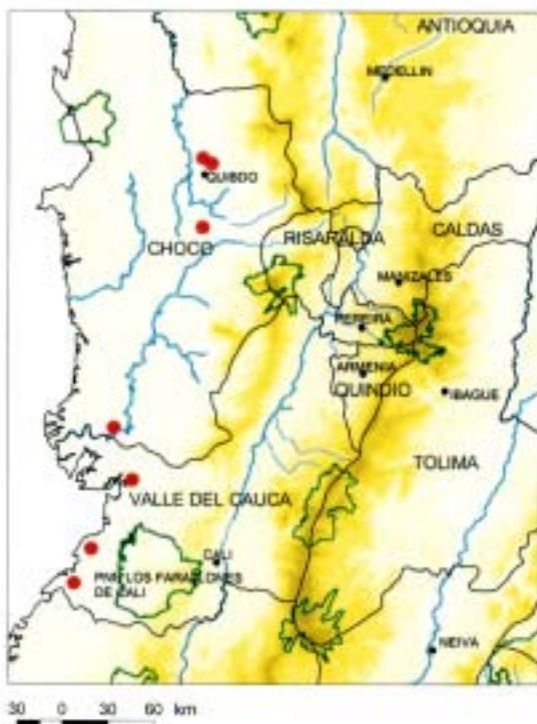 ANTIOQUIA
MEDELLIN
QUIBDO
CHOCO
RISARALDA
CALDAS
MANIZALES
PEREIRA
ARMENIA
QUINDIO
IBAGUE
TOLIMA
VALLE DEL CAUCA
CALI
PNN LOS FARALLONES
DE CALI
NEIVA
30 0 30 60 km